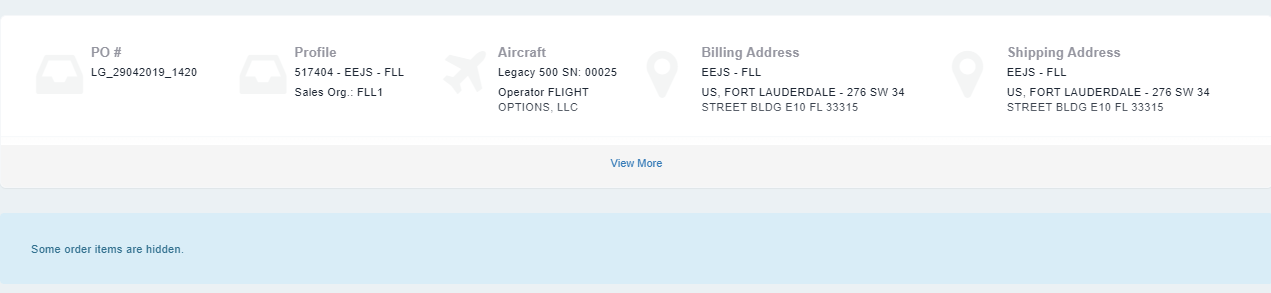 PO #
LG_29042019_1420
Profile
517404 - EEJS - FLL
Sales Org.: FLL1
Aircraft
Legacy 500 SN: 00025
Operator FLIGHT
OPTIONS, LLC
Billing Address
EEJS - FLL
US, FORT LAUDERDALE - 276 SW 34
STREET BLDG E10 FL 33315
Shipping Address
EEJS - FLL
US, FORT LAUDERDALE - 276 SW 34
STREET BLDG E10 FL 33315
View More
Some order items are hidden.